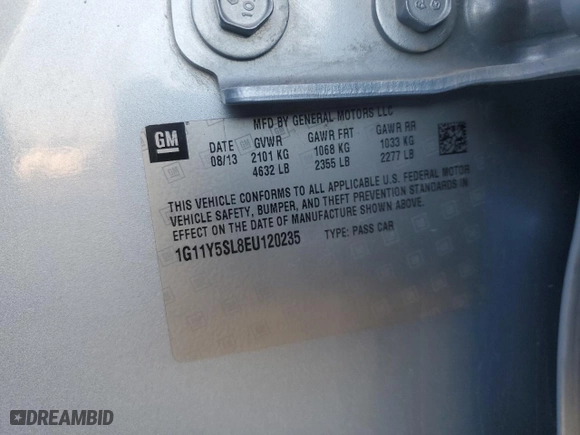 MFD BY GENERAL MOTORS LLC
GM
DATE GVWR GAWR FRT GAWR RR
08/13 2101 KG 1068 KG 1033 KG
4632 LB 2355 LB 2277 LB
THIS VEHICLE CONFORMS TO ALL APPLICABLE U.S. FEDERAL MOTOR
VEHICLE SAFETY, BUMPER, AND THEFT PREVENTION STANDARDS IN
EFFECT ON THE DATE OF MANUFACTURE SHOWN ABOVE.
1G11Y5SL8EU120235 TYPE: PASS CAR
DREAMBID